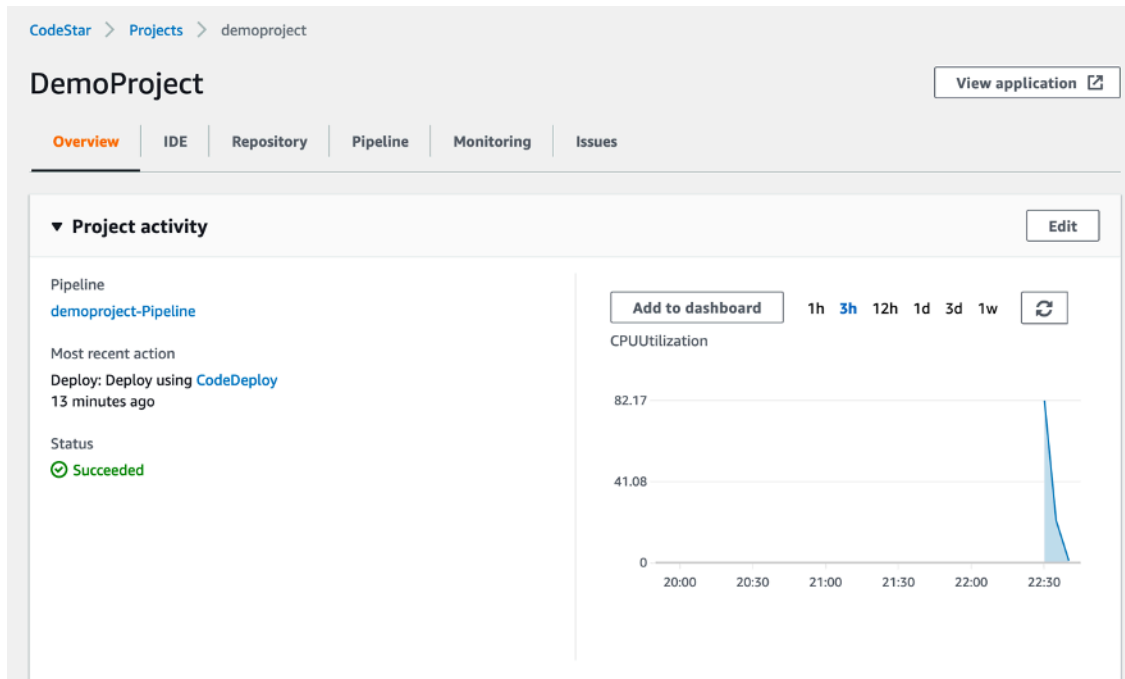 CodeStar > Projects > demoproject
DemoProject
View application
Overview
IDE
Repository
Pipeline
Monitoring
Issues
Project activity
Edit
Pipeline
demoproject-Pipeline
Most recent action
Deploy: Deploy using CodeDeploy
13 minutes ago
Status
Succeeded
Add to dashboard
1h 3h 12h 1d 3d 1w
CPUUtilization
82.17
41.08
0
20:00 20:30 21:00 21:30 22:00 22:30